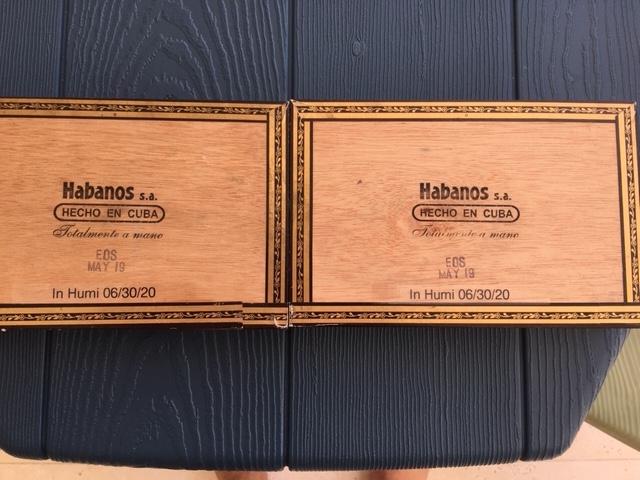 Habanos s.a.
HECHO EN CUBA
Totalmente a mano
EOS
MAY 19
In Humi 06/30/20
Habanos s.a.
HECHO EN CUBA
Totalmente a mano
EOS
MAY 19
In Humi 06/30/20